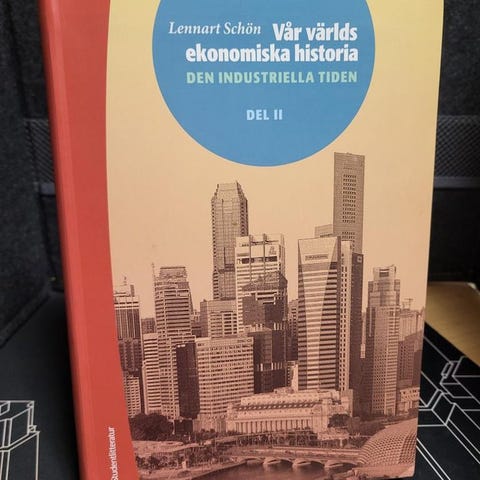 Lennart Schön Vår världs
ekonomiska historia
DEN INDUSTRIELLA TIDEN
DEL II
Studentlitteratur